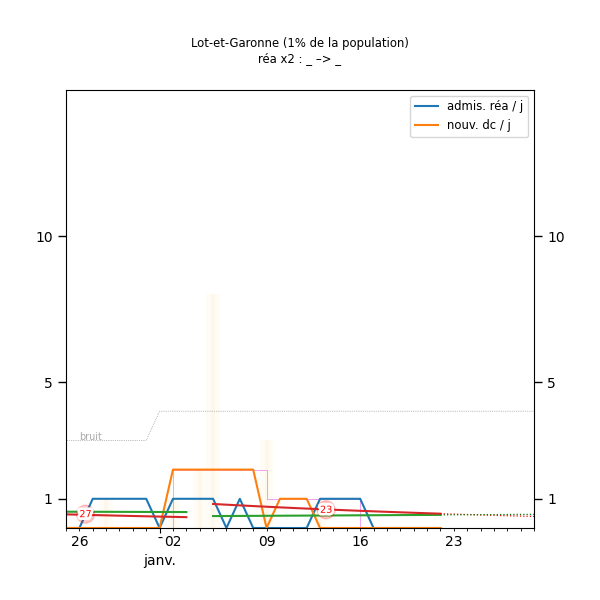 Lot-et-Garonne (1% de la population)
réa x2 : _ –> _
admis. réa / j
nouv. dc / j
10
10
5
5
bruit
1
1
27
23
26
02
09
16
23
janv.